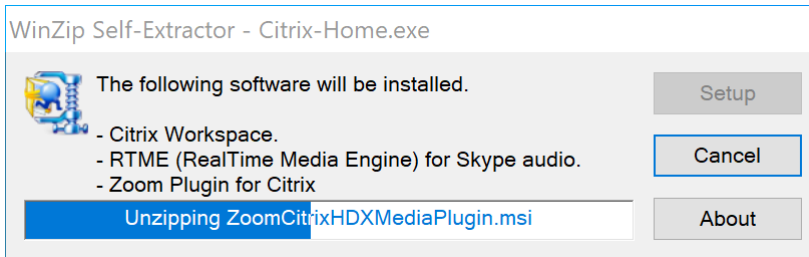 WinZip Self-Extractor - Citrix-Home.exe
The following software will be installed.
Setup
- Citrix Workspace.
- RTME (RealTime Media Engine) for Skype audio.
Cancel
- Zoom Plugin for Citrix
Unzipping ZoomCitrixHDXMediaPlugin.msi
About